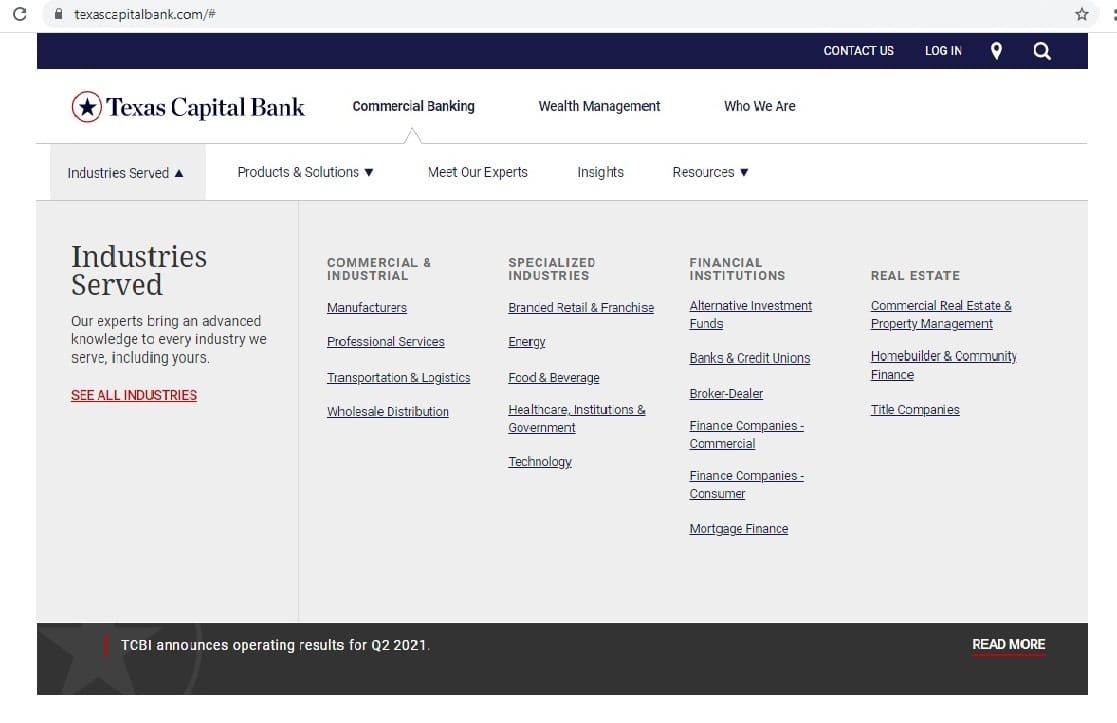 texascapitalbank.com/#
CONTACT US LOG IN
Texas Capital Bank Commercial Banking Wealth Management Who We Are
Industries Served ▲ Products & Solutions ▼ Meet Our Experts Insights Resources ▼
Industries
Served
Our experts bring an advanced
knowledge to every industry we
serve, including yours.
SEE ALL INDUSTRIES
COMMERCIAL &
INDUSTRIAL
Manufacturers
Professional Services
Transportation & Logistics
Wholesale Distribution
SPECIALIZED
INDUSTRIES
Branded Retail & Franchise
Energy
Food & Beverage
Healthcare, Institutions &
Government
Technology
FINANCIAL
INSTITUTIONS
Alternative Investment
Funds
Banks & Credit Unions
Broker-Dealer
Finance Companies -
Commercial
Finance Companies -
Consumer
Mortgage Finance
REAL ESTATE
Commercial Real Estate &
Property Management
Homebuilder & Community
Finance
Title Companies
TCBI announces operating results for Q2 2021. READ MORE